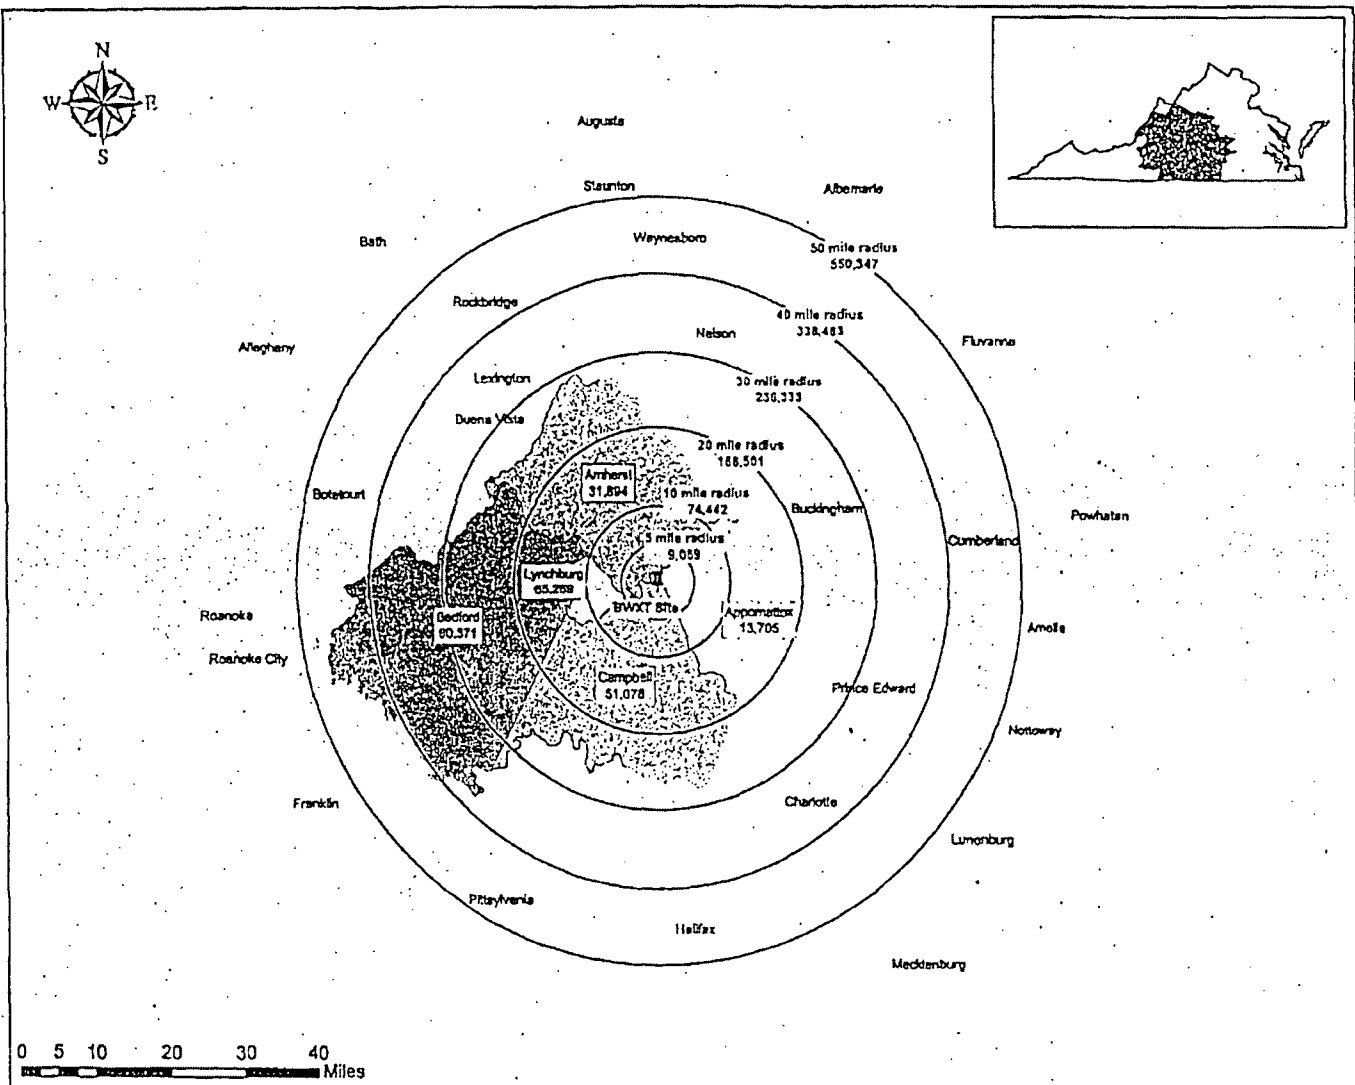 N
W E
S
Augusta
Staunton
Albemarle
Bath
Waynesboro
50 mile radius
550,347
Rockbridge
40 mile radius
338,483
Nelson
Alleghany
Fluvanna
Lexington
30 mile radius
236,333
Buena Vista
20 mile radius
168,501
Amherst
31,894
10 mile radius
74,442
Botetourt
Buckingham
Powhatan
5 mile radius
9,059
Cumberland
Lynchburg
65,269
BWXT Site
Roanoke
Bedford
60,371
Appomattox
13,705
Amelia
Roanoke City
Campbell
51,078
Prince Edward
Nottoway
Franklin
Charlotte
Lunenburg
Pittsylvania
Halifax
Mecklenburg
0 5 10 20 30 40
Miles